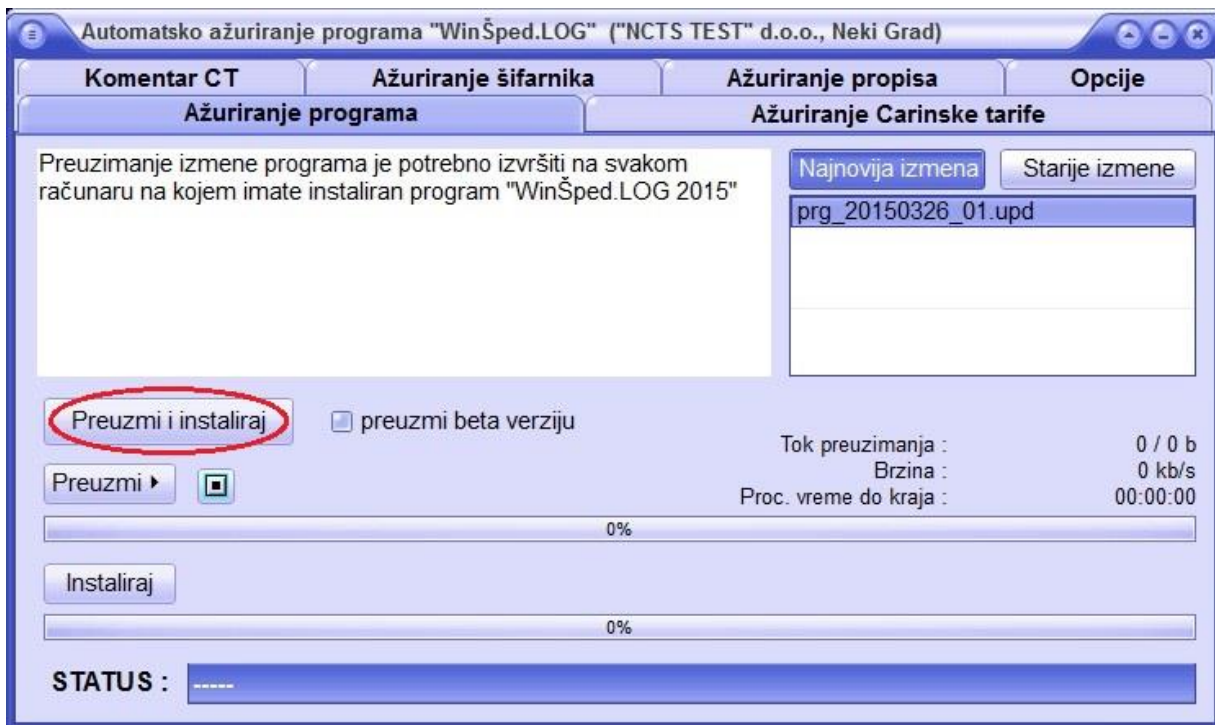 Automatsko ažuriranje programa "WinŠped.LOG" ("NCTS TEST" d.o.o., Neki Grad)
Komentar CT
Ažuriranje šifarnika
Ažuriranje propisa
Opcije
Ažuriranje programa
Ažuriranje Carinske tarife
Preuzimanje izmene programa je potrebno izvršiti na svakom
računaru na kojem imate instaliran program "WinŠped.LOG 2015"
Najnovija izmena
Starije izmene
prg_20150326_01.upd
Preuzmi i instaliraj
preuzmi beta verziju
Tok preuzimanja : 0 / 0 b
Brzina : 0 kb/s
Proc. vreme do kraja : 00:00:00
Preuzmi
0%
Instaliraj
0%
STATUS : -----